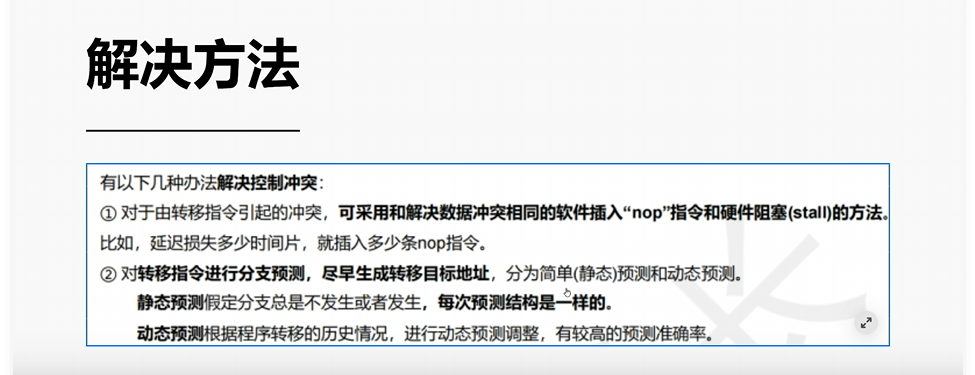 解决方法
有以下几种办法解决控制冲突：
① 对于由转移指令引起的冲突，可采用和解决数据冲突相同的软件插入“nop”指令和硬件阻塞(stall)的方法。
比如，延迟损失多少时间片，就插入多少条nop指令。
② 对转移指令进行分支预测，尽早生成转移目标地址，分为简单(静态)预测和动态预测。
静态预测假定分支总是不发生或者发生，每次预测结构是一样的。
动态预测根据程序转移的历史情况，进行动态预测调整，有较高的预测准确率。